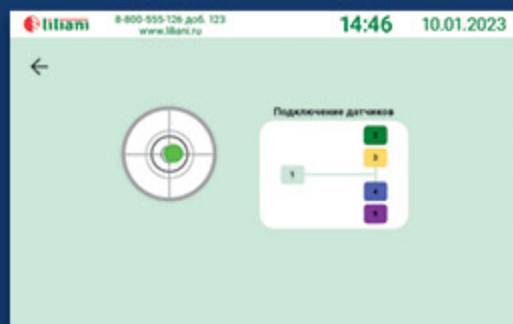 liliani
8-800-555-126 доб. 123
www.liliani.ru
14:46
10.01.2023
Подключение датчиков
2
3
1
4
5